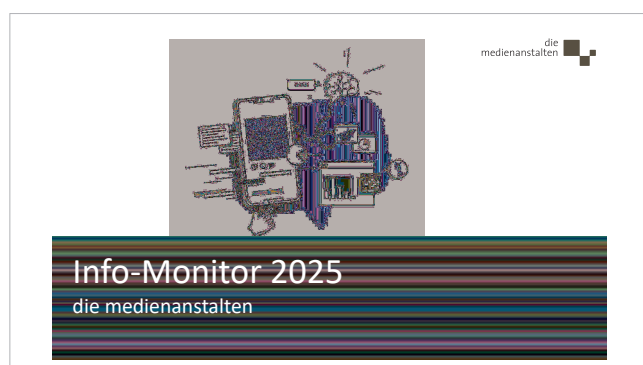 die
medienanstalten
Info-Monitor 2025
die medienanstalten